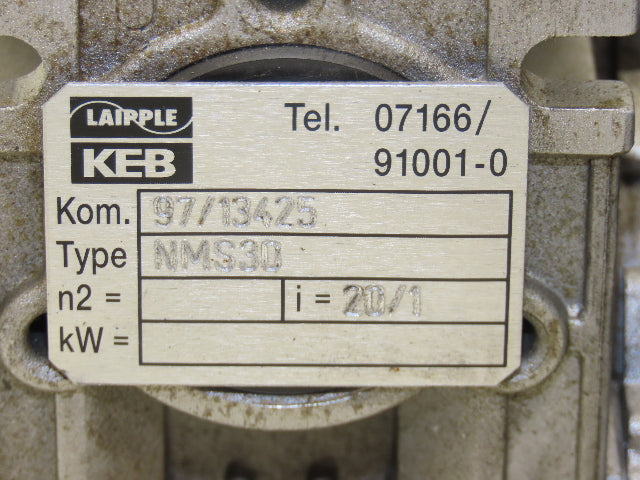 LAIPPLE Tel. 07166/
KEB 91001-0
Kom. 97/13425
Type NMS30
n2 = i = 20/1
kW =